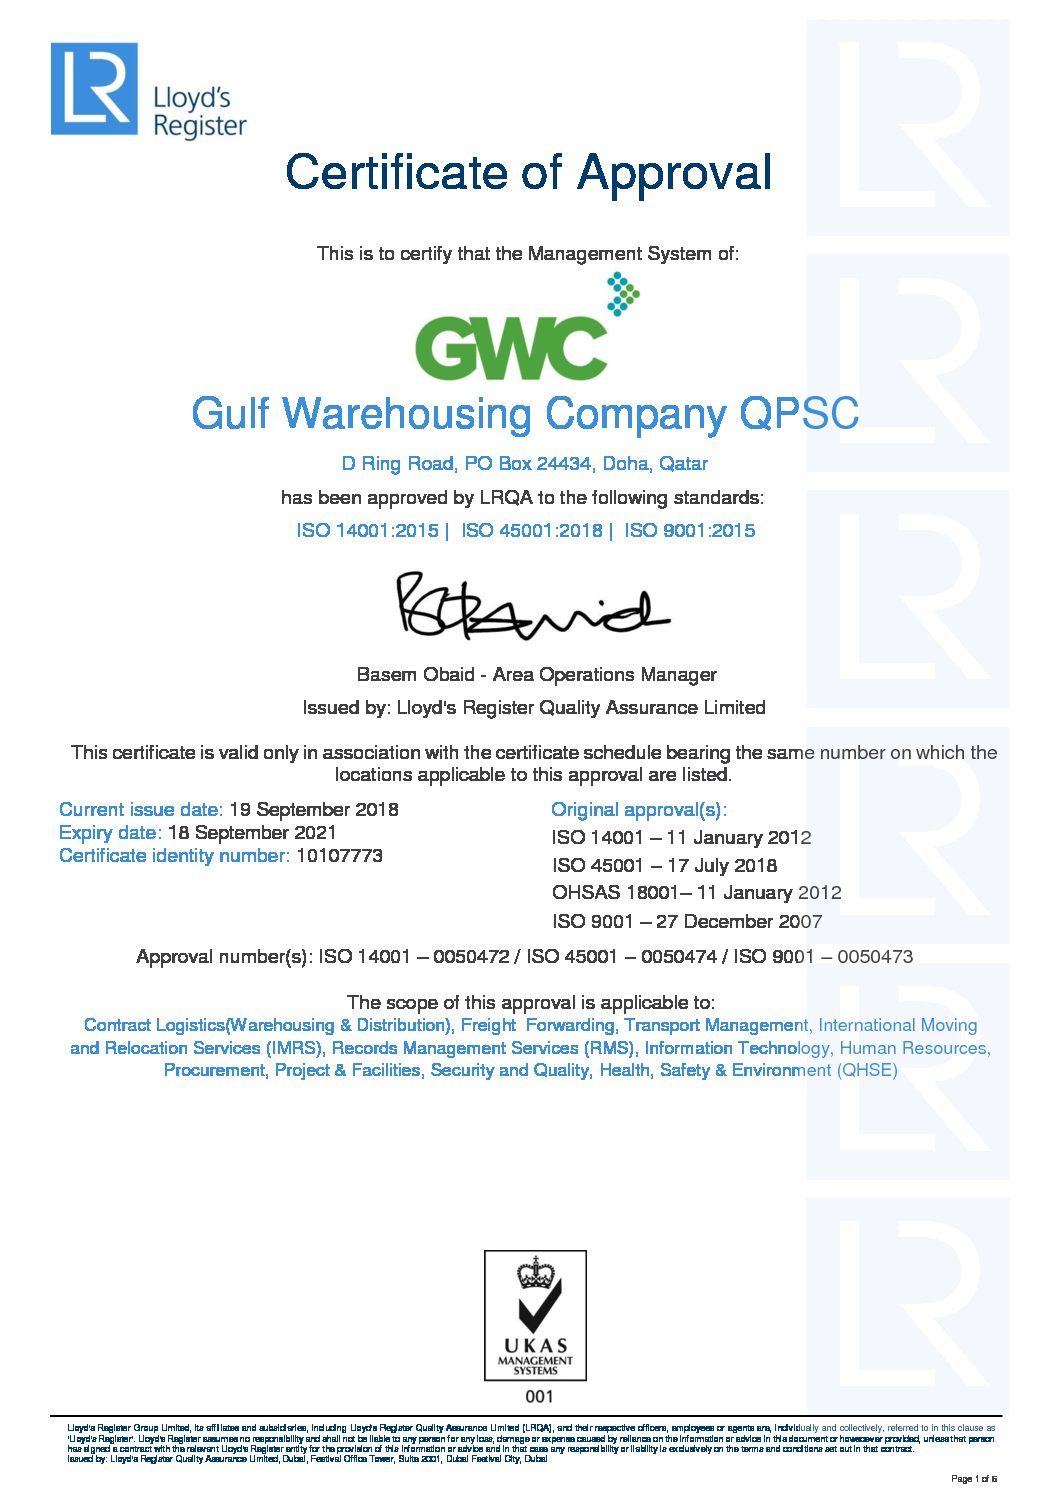 LR
Lloyd's
Register
Certificate of Approval
This is to certify that the Management System of:
GWC
Gulf Warehousing Company QPSC
D Ring Road, PO Box 24434, Doha, Qatar
has been approved by LRQA to the following standards:
ISO 14001:2015 | ISO 45001:2018 | ISO 9001:2015
Basem Obaid - Area Operations Manager
Issued by: Lloyd's Register Quality Assurance Limited
This certificate is valid only in association with the certificate schedule bearing the same number on which the
locations applicable to this approval are listed.
Current issue date: 19 September 2018
Expiry date: 18 September 2021
Certificate identity number: 10107773
Original approval(s):
ISO 14001 – 11 January 2012
ISO 45001 – 17 July 2018
OHSAS 18001– 11 January 2012
ISO 9001 – 27 December 2007
Approval number(s): ISO 14001 – 0050472 / ISO 45001 – 0050474 / ISO 9001 – 0050473
The scope of this approval is applicable to:
Contract Logistics(Warehousing & Distribution), Freight Forwarding, Transport Management, International Moving
and Relocation Services (IMRS), Records Management Services (RMS), Information Technology, Human Resources,
Procurement, Project & Facilities, Security and Quality, Health, Safety & Environment (QHSE)
UKAS
MANAGEMENT
SYSTEMS
001
Lloyd's Register Group Limited, its affiliates and subsidiaries, including Lloyd's Register Quality Assurance Limited (LRQA), and their respective officers, employees or agents are, individually and collectively, referred to in this clause as
'Lloyd's Register'. Lloyd's Register assumes no responsibility and shall not be liable to any person for any loss, damage or expense caused by reliance on the information or advice in this document or howsoever provided, unless that person
has signed a contract with the relevant Lloyd's Register entity for the provision of this information or advice and in that case any responsibility or liability is exclusively on the terms and conditions set out in that contract.
Issued by: Lloyd's Register Quality Assurance Limited, Dubai, Festival Office Tower, Suite 2001, Dubai Festival City, Dubai
Page 1 of 6